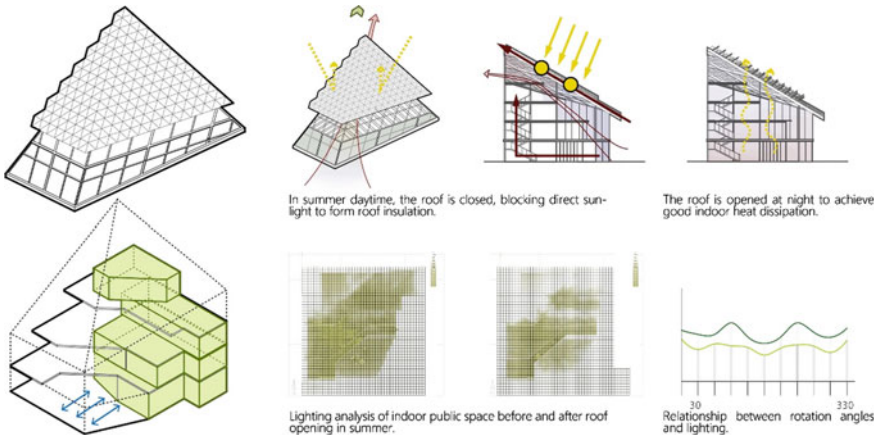 In summer daytime, the roof is closed, blocking direct sun-
light to form roof insulation.
The roof is opened at night to achieve
good indoor heat dissipation.
Lighting analysis of indoor public space before and after roof
opening in summer.
30
330
Relationship between rotation angles
and lighting.